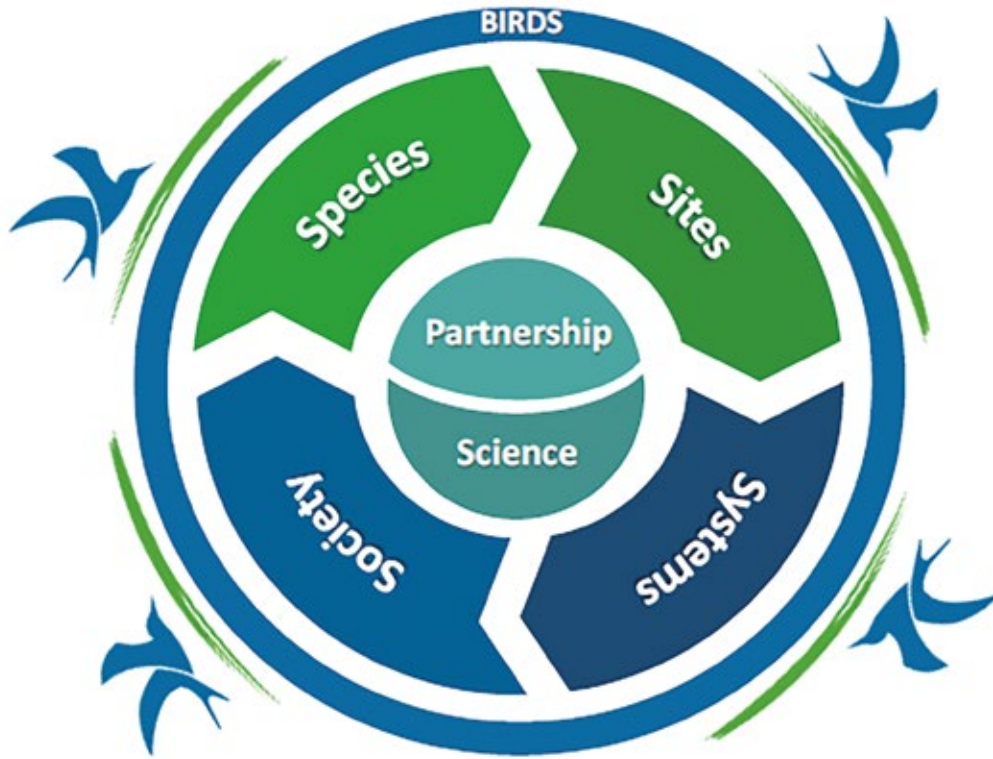 BIRDS
Species
Sites
Partnership
Science
Society
Systems